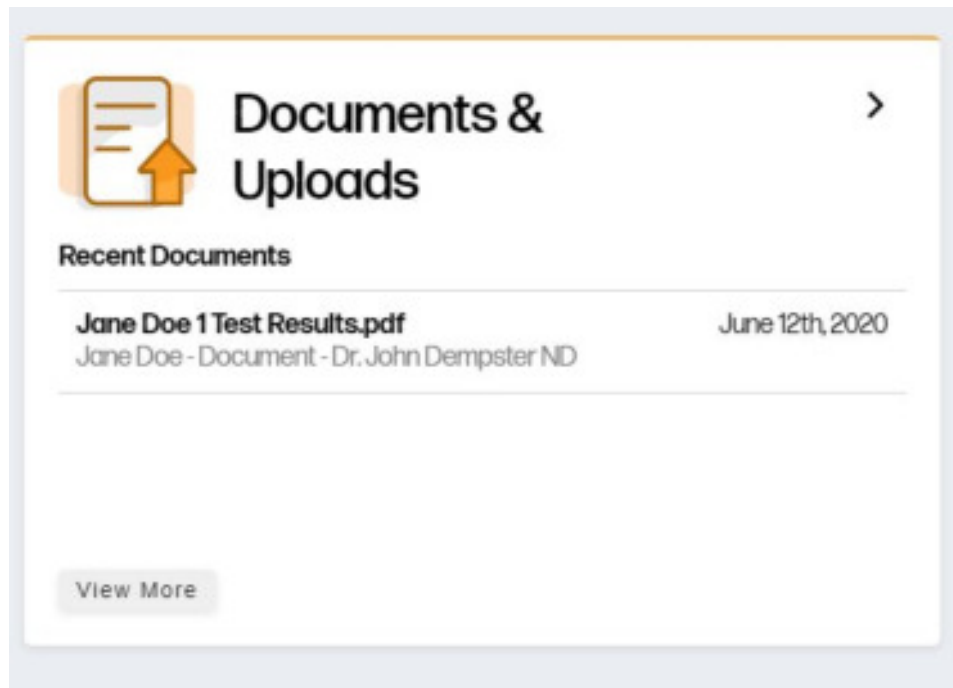 Documents &
Uploads
Recent Documents
Jane Doe 1 Test Results.pdf June 12th, 2020
Jane Doe - Document - Dr. John Dempster ND
View More